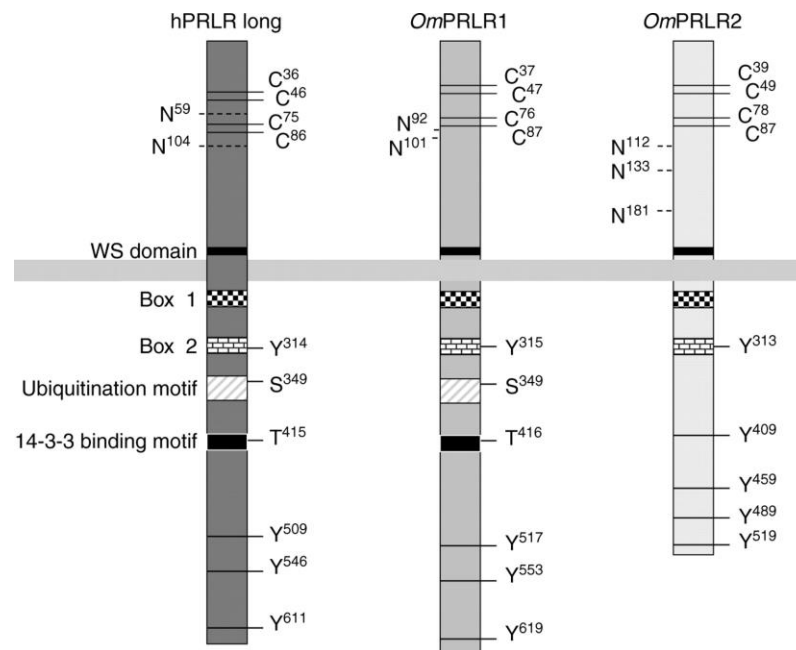 hPRLR long OmPRLR1 OmPRLR2
C36 C37 C39
C46 C47 C49
N59
C75 C76 C78
C86 N92 C87 C87
N104 N101 N112
N133
N181
WS domain
Box 1
Box 2 Y314 Y315 Y313
Ubiquitination motif S349 S349
14-3-3 binding motif T415 T416 Y409
Y459
Y489
Y509 Y517 Y519
Y546 Y553
Y611 Y619